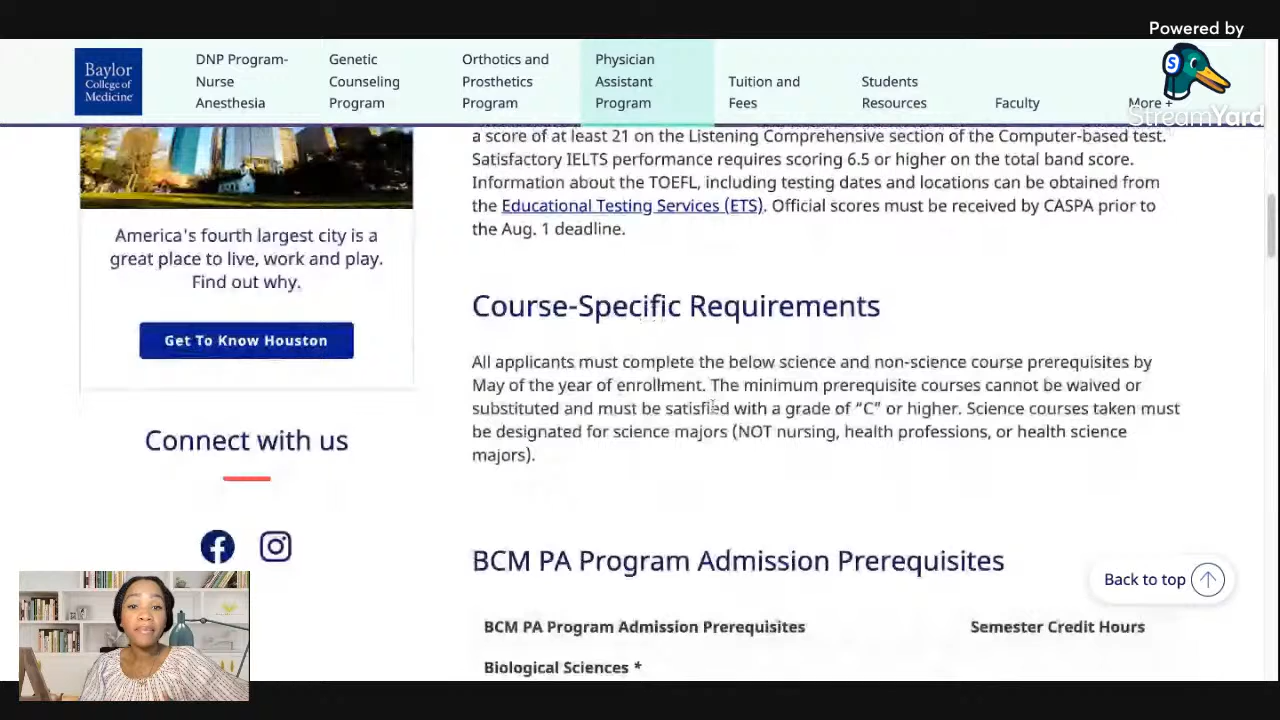 Powered by
StreamYard
Baylor
College of
Medicine
DNP Program-
Nurse
Anesthesia
Genetic
Counseling
Program
Orthotics and
Prosthetics
Program
Physician
Assistant
Program
Tuition and
Fees
Students
Resources
Faculty
More +
a score of at least 21 on the Listening Comprehensive section of the Computer-based test.
Satisfactory IELTS performance requires scoring 6.5 or higher on the total band score.
Information about the TOEFL, including testing dates and locations can be obtained from
the Educational Testing Services (ETS). Official scores must be received by CASPA prior to
the Aug. 1 deadline.
America's fourth largest city is a
great place to live, work and play.
Find out why.
Get To Know Houston
Connect with us
Course-Specific Requirements
All applicants must complete the below science and non-science course prerequisites by
May of the year of enrollment. The minimum prerequisite courses cannot be waived or
substituted and must be satisfied with a grade of “C” or higher. Science courses taken must
be designated for science majors (NOT nursing, health professions, or health science
majors).
BCM PA Program Admission Prerequisites
Back to top
BCM PA Program Admission Prerequisites
Semester Credit Hours
Biological Sciences *